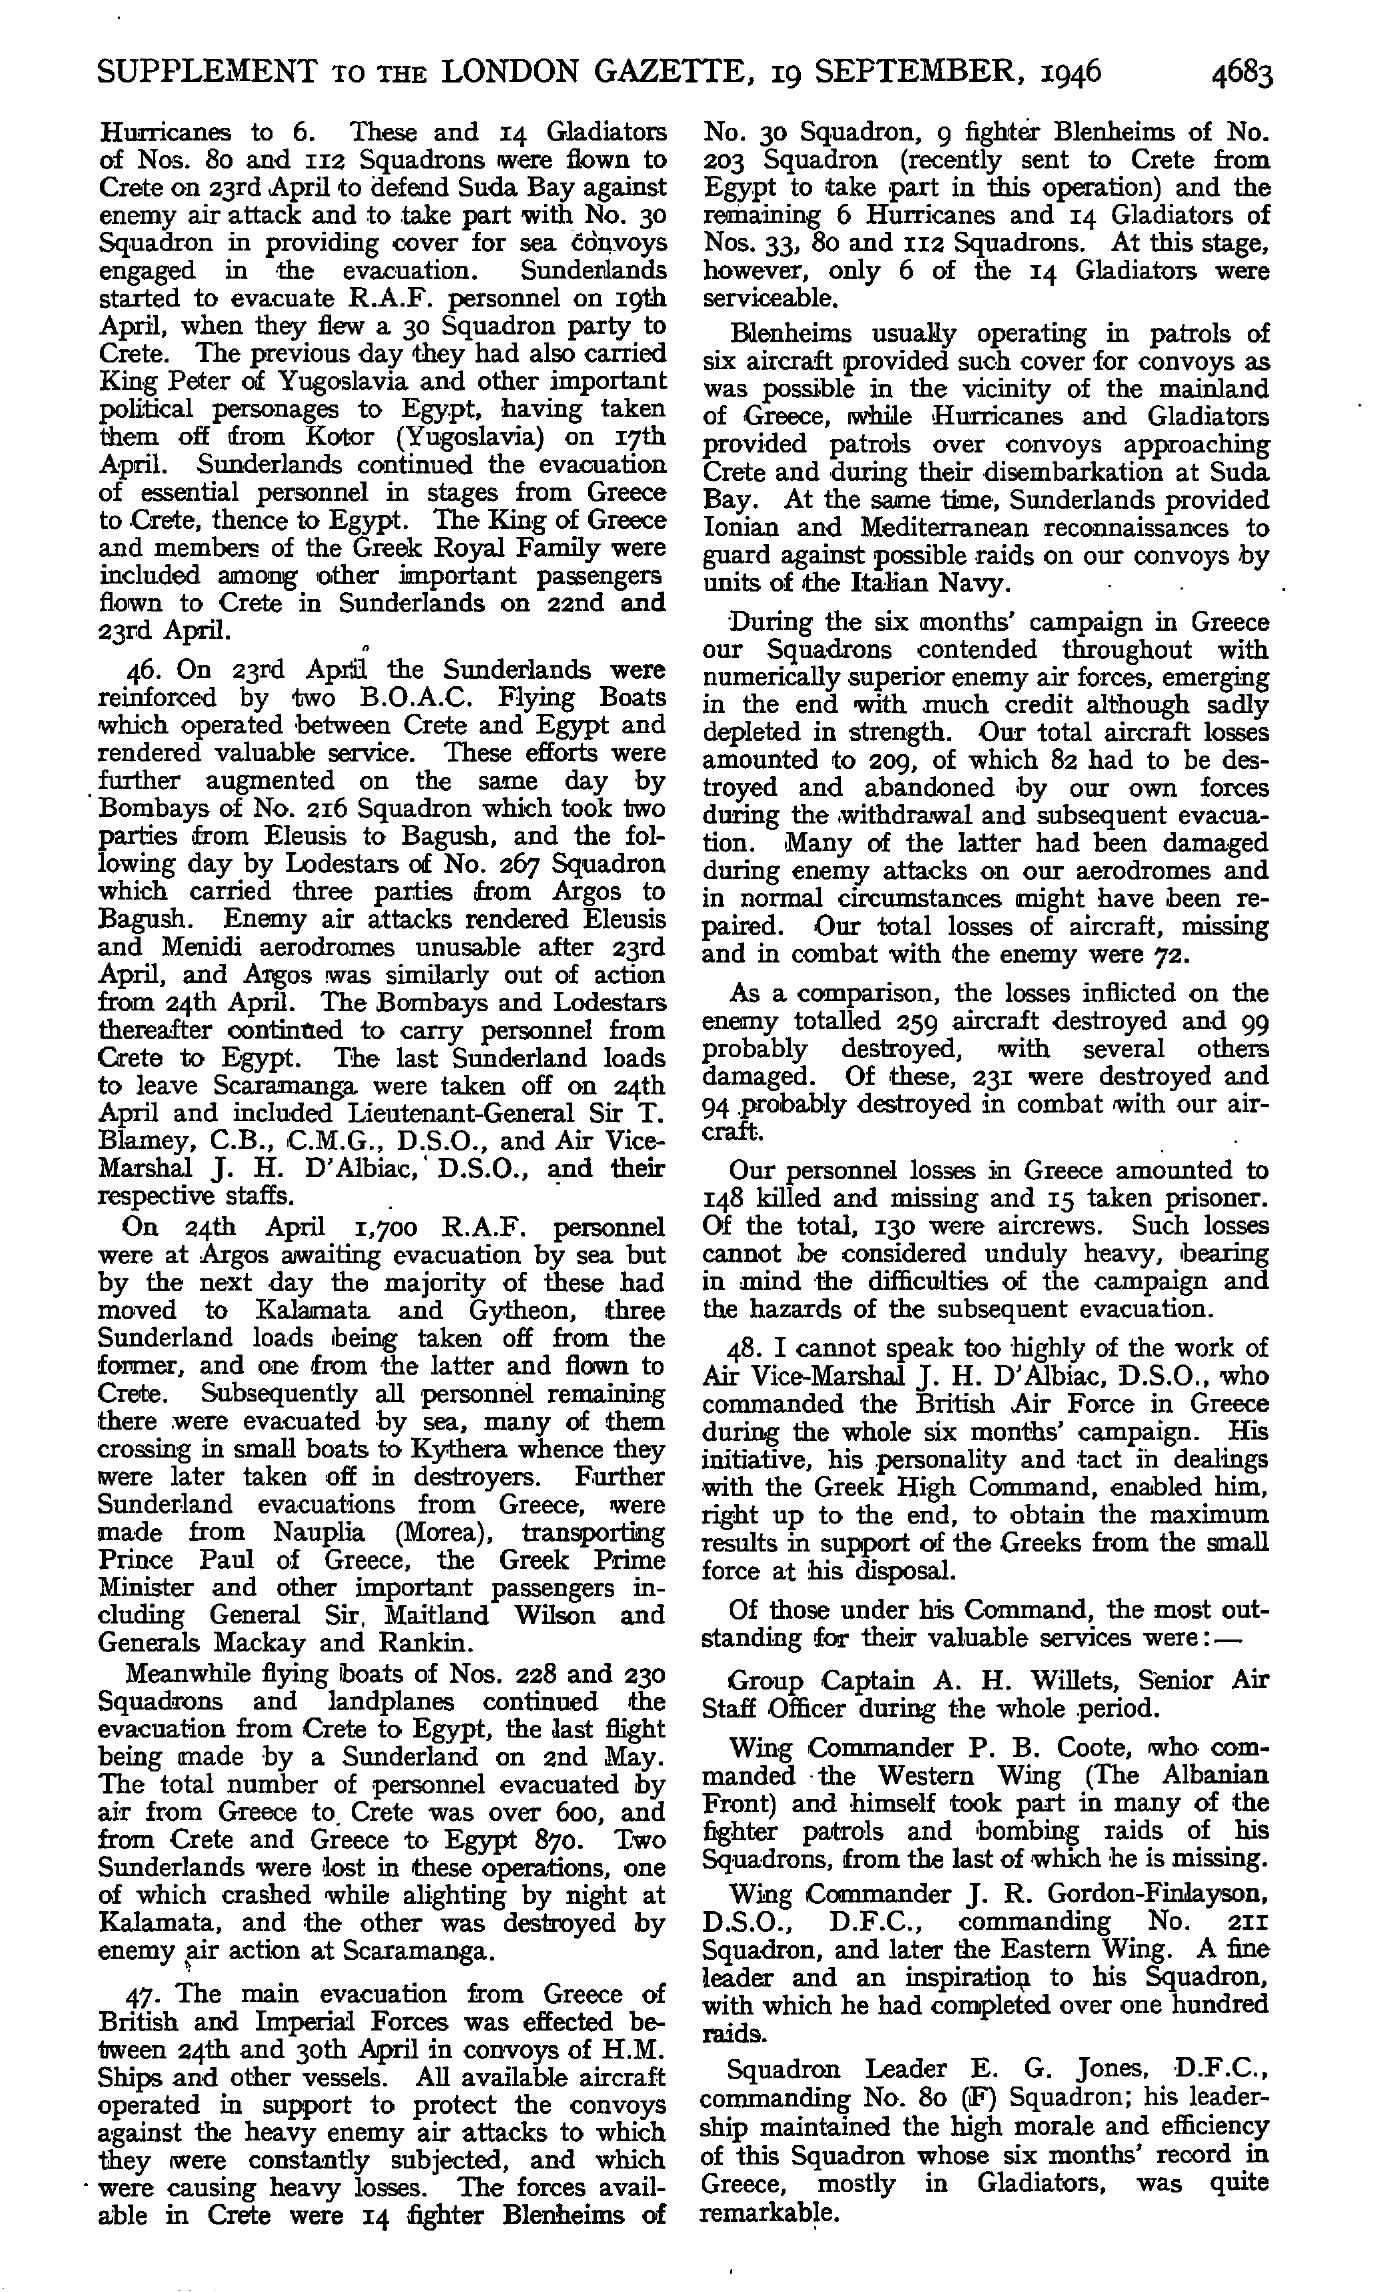 SUPPLEMENT TO THE LONDON GAZETTE, 19 SEPTEMBER, 1946 4683
Hurricanes to 6. These and 14 Gladiators
of Nos. 80 and 112 Squadrons were flown to
Crete on 23rd April to defend Suda Bay against
enemy air attack and to take part with No. 30
Squadron in providing cover for sea convoys
engaged in the evacuation. Sunderlands
started to evacuate R.A.F. personnel on 19th
April, when they flew a 30 Squadron party to
Crete. The previous day they had also carried
King Peter of Yugoslavia and other important
political personages to Egypt, having taken
them off from Kotor (Yugoslavia) on 17th
April. Sunderlands continued the evacuation
of essential personnel in stages from Greece
to Crete, thence to Egypt. The King of Greece
and members of the Greek Royal Family were
included among other important passengers
flown to Crete in Sunderlands on 22nd and
23rd April.
46. On 23rd April the Sunderlands were
reinforced by two B.O.A.C. Flying Boats
which operated between Crete and Egypt and
rendered valuable service. These efforts were
further augmented on the same day by
Bombays of No. 216 Squadron which took two
parties from Eleusis to Bagush, and the fol-
lowing day by Lodestars of No. 267 Squadron
which carried three parties from Argos to
Bagush. Enemy air attacks rendered Eleusis
and Menidi aerodromes unusable after 23rd
April, and Argos was similarly out of action
from 24th April. The Bombays and Lodestars
thereafter continued to carry personnel from
Crete to Egypt. The last Sunderland loads
to leave Scaramanga were taken off on 24th
April and included Lieutenant-General Sir T.
Blamey, C.B., C.M.G., D.S.O., and Air Vice-
Marshal J. H. D'Albiac, D.S.O., and their
respective staffs.
On 24th April 1,700 R.A.F. personnel
were at Argos awaiting evacuation by sea but
by the next day the majority of these had
moved to Kalamata and Gytheon, three
Sunderland loads being taken off from the
former, and one from the latter and flown to
Crete. Subsequently all personnel remaining
there were evacuated by sea, many of them
crossing in small boats to Kythera whence they
were later taken off in destroyers. Further
Sunderland evacuations from Greece, were
made from Nauplia (Morea), transporting
Prince Paul of Greece, the Greek Prime
Minister and other important passengers in-
cluding General Sir Maitland Wilson and
Generals Mackay and Rankin.
Meanwhile flying boats of Nos. 228 and 230
Squadrons and landplanes continued the
evacuation from Crete to Egypt, the last flight
being made by a Sunderland on 2nd May.
The total number of personnel evacuated by
air from Greece to Crete was over 600, and
from Crete and Greece to Egypt 870. Two
Sunderlands were lost in these operations, one
of which crashed while alighting by night at
Kalamata, and the other was destroyed by
enemy air action at Scaramanga.
47. The main evacuation from Greece of
British and Imperial Forces was effected be-
tween 24th and 30th April in convoys of H.M.
Ships and other vessels. All available aircraft
operated in support to protect the convoys
against the heavy enemy air attacks to which
they were constantly subjected, and which
were causing heavy losses. The forces avail-
able in Crete were 14 fighter Blenheims of
No. 30 Squadron, 9 fighter Blenheims of No.
203 Squadron (recently sent to Crete from
Egypt to take part in this operation) and the
remaining 6 Hurricanes and 14 Gladiators of
Nos. 33, 80 and 112 Squadrons. At this stage,
however, only 6 of the 14 Gladiators were
serviceable.
Blenheims usually operating in patrols of
six aircraft provided such cover for convoys as
was possible in the vicinity of the mainland
of Greece, while Hurricanes and Gladiators
provided patrols over convoys approaching
Crete and during their disembarkation at Suda
Bay. At the same time, Sunderlands provided
Ionian and Mediterranean reconnaissances to
guard against possible raids on our convoys by
units of the Italian Navy.
During the six months' campaign in Greece
our Squadrons contended throughout with
numerically superior enemy air forces, emerging
in the end with much credit although sadly
depleted in strength. Our total aircraft losses
amounted to 209, of which 82 had to be des-
troyed and abandoned by our own forces
during the withdrawal and subsequent evacua-
tion. Many of the latter had been damaged
during enemy attacks on our aerodromes and
in normal circumstances might have been re-
paired. Our total losses of aircraft, missing
and in combat with the enemy were 72.
As a comparison, the losses inflicted on the
enemy totalled 259 aircraft destroyed and 99
probably destroyed, with several others
damaged. Of these, 231 were destroyed and
94 probably destroyed in combat with our air-
craft.
Our personnel losses in Greece amounted to
148 killed and missing and 15 taken prisoner.
Of the total, 130 were aircrews. Such losses
cannot be considered unduly heavy, bearing
in mind the difficulties of the campaign and
the hazards of the subsequent evacuation.
48. I cannot speak too highly of the work of
Air Vice-Marshal J. H. D'Albiac, D.S.O., who
commanded the British Air Force in Greece
during the whole six months' campaign. His
initiative, his personality and tact in dealings
with the Greek High Command, enabled him,
right up to the end, to obtain the maximum
results in support of the Greeks from the small
force at his disposal.
Of those under his Command, the most out-
standing for their valuable services were:—
Group Captain A. H. Willets, Senior Air
Staff Officer during the whole period.
Wing Commander P. B. Coote, who com-
manded the Western Wing (The Albanian
Front) and himself took part in many of the
fighter patrols and bombing raids of his
Squadrons, from the last of which he is missing.
Wing Commander J. R. Gordon-Finlayson,
D.S.O., D.F.C., commanding No. 211
Squadron, and later the Eastern Wing. A fine
leader and an inspiration to his Squadron,
with which he had completed over one hundred
raids.
Squadron Leader E. G. Jones, D.F.C.,
commanding No. 80 (F) Squadron; his leader-
ship maintained the high morale and efficiency
of this Squadron whose six months' record in
Greece, mostly in Gladiators, was quite
remarkable.